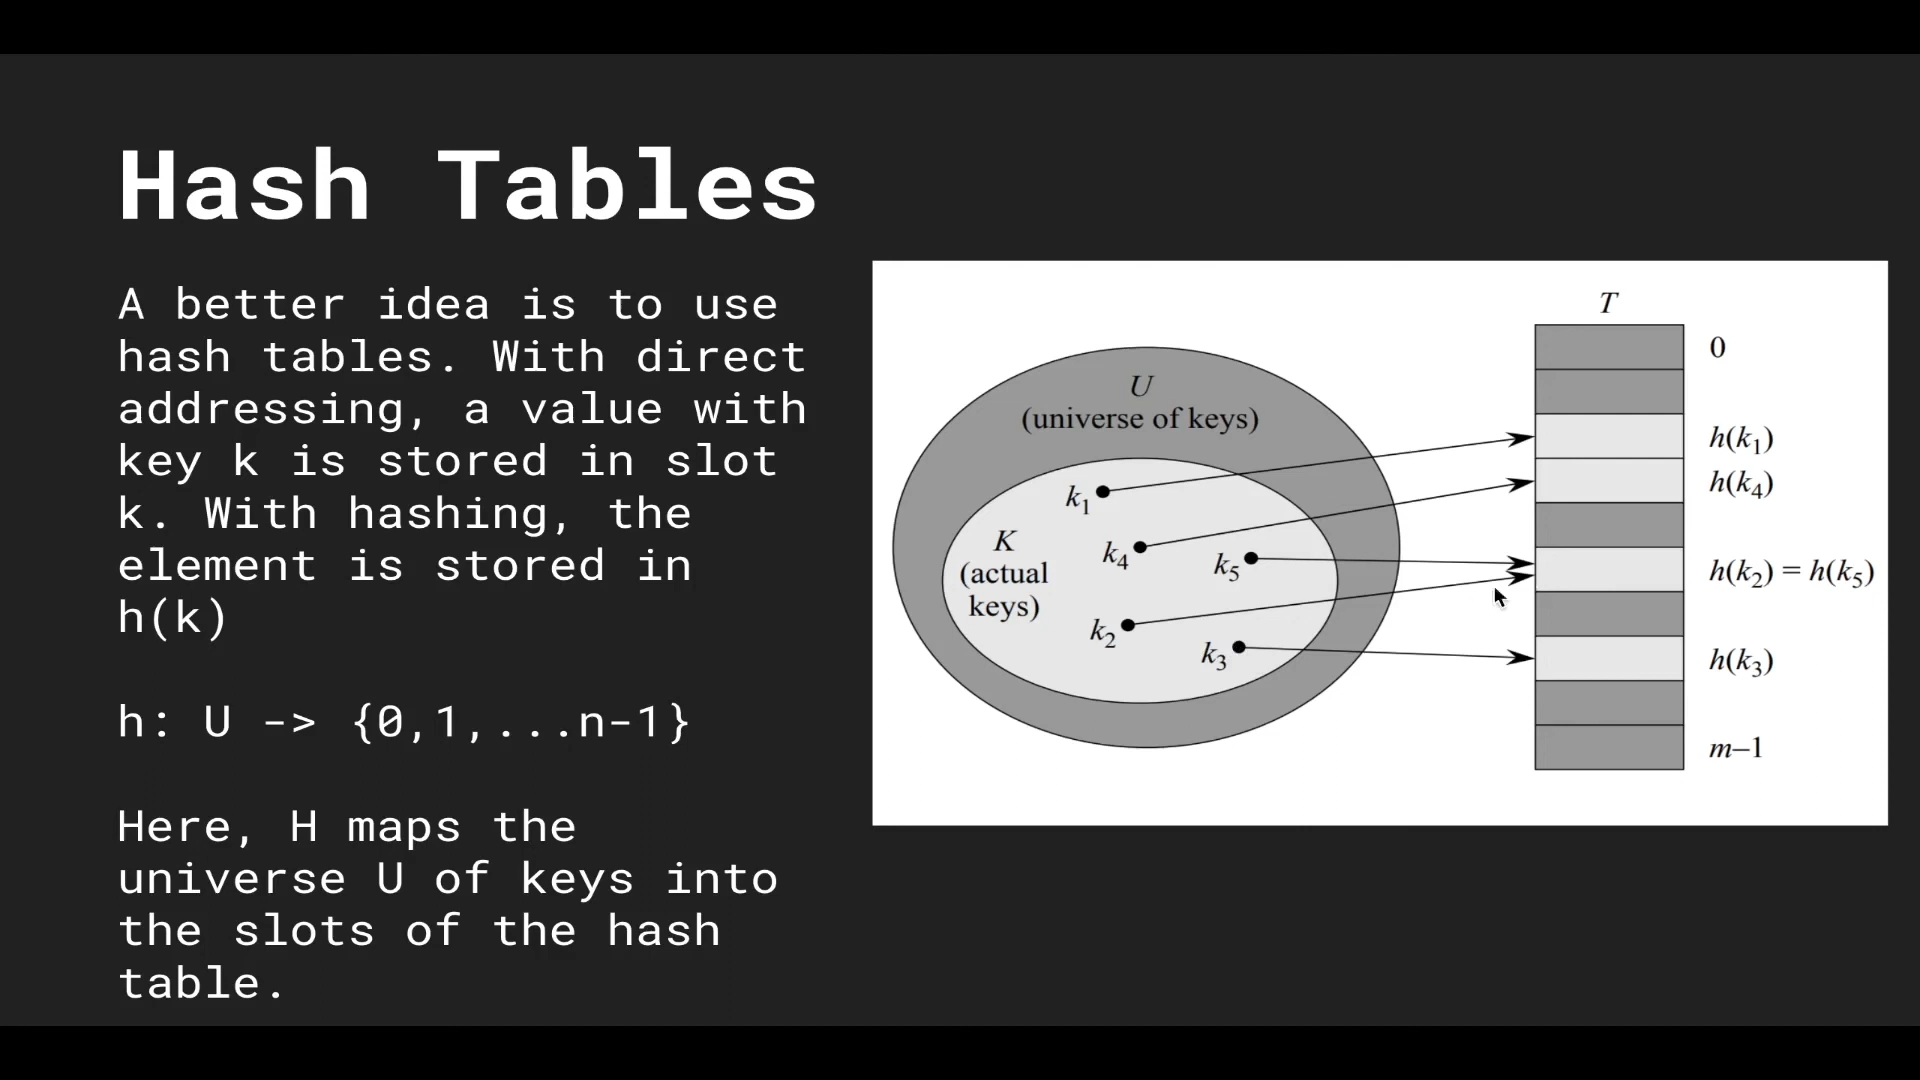 Hash Tables
A better idea is to use
hash tables. With direct
addressing, a value with
key k is stored in slot
k. With hashing, the
element is stored in
h(k)
h: U -> {0,1,...n-1}
Here, H maps the
universe U of keys into
the slots of the hash
table.
T
U
(universe of keys)
K
(actual
keys)
k₁
k₄
k₅
k₂
k₃
0
h(k₁)
h(k₄)
h(k₂) = h(k₅)
h(k₃)
m–1